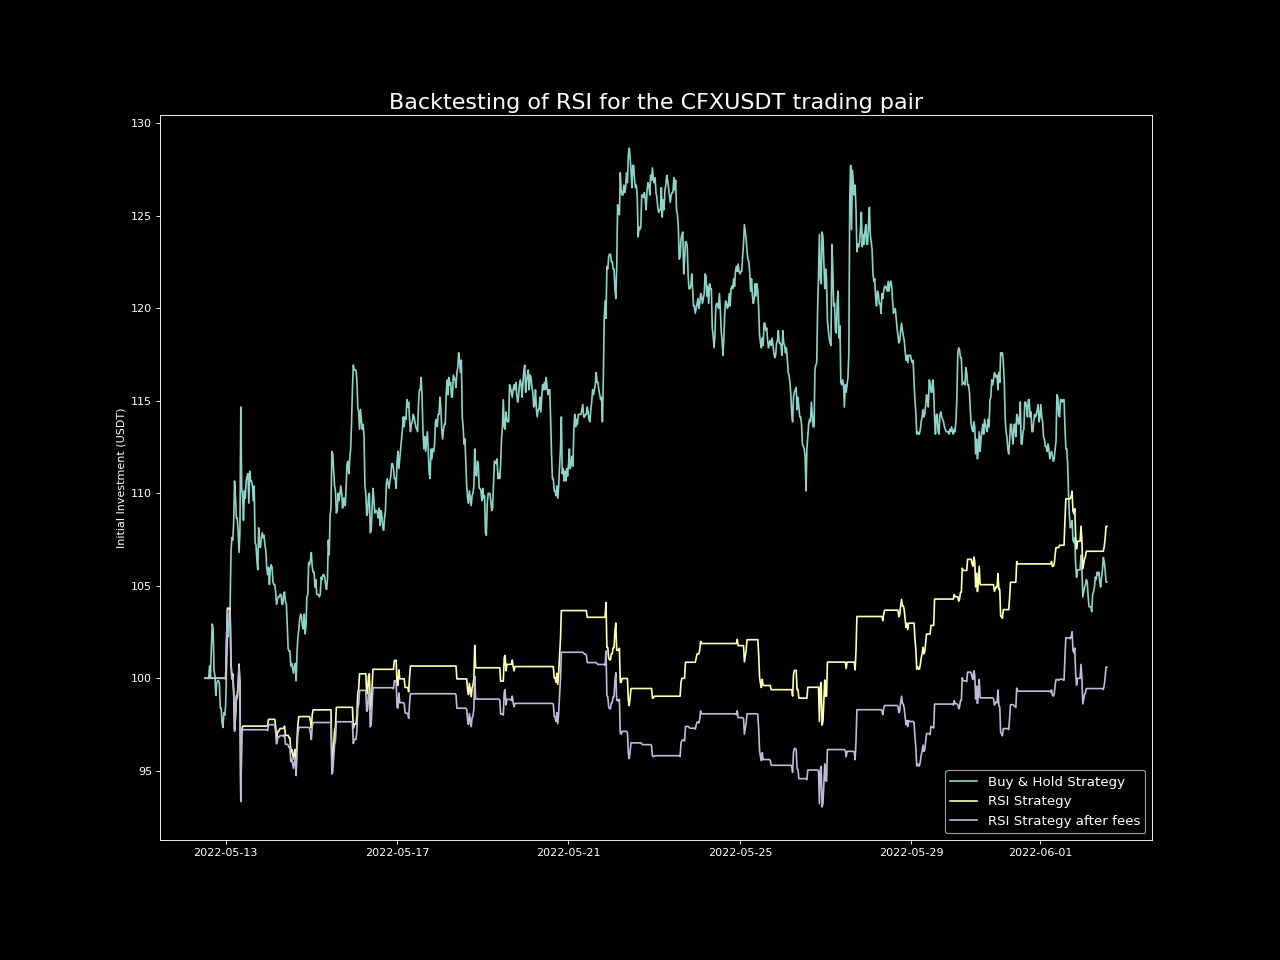 Backtesting of RSI for the CFXUSDT trading pair
130
125
120
115
110
105
100
95
Initial Investment (USDT)
2022-05-13
2022-05-17
2022-05-21
2022-05-25
2022-05-29
2022-06-01
Buy & Hold Strategy
RSI Strategy
RSI Strategy after fees